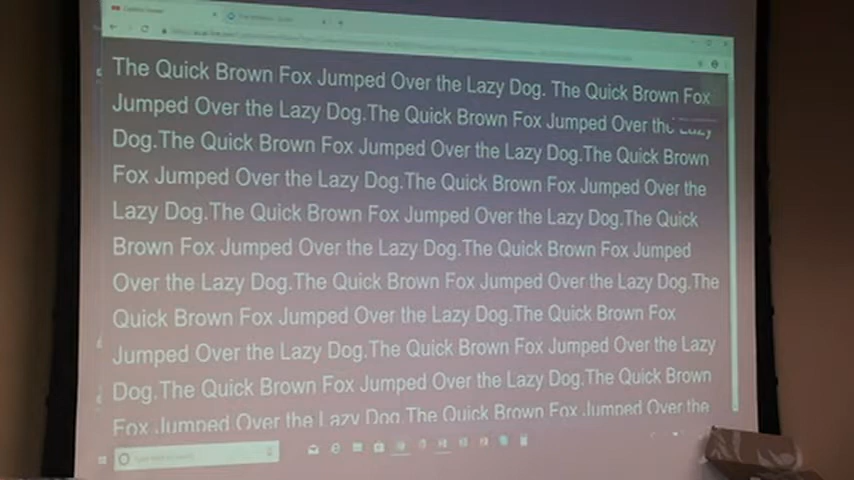 The Quick Brown Fox Jumped Over the Lazy Dog. The Quick Brown Fox
Jumped Over the Lazy Dog.The Quick Brown Fox Jumped Over the Lazy
Dog.The Quick Brown Fox Jumped Over the Lazy Dog.The Quick Brown
Fox Jumped Over the Lazy Dog.The Quick Brown Fox Jumped Over the
Lazy Dog.The Quick Brown Fox Jumped Over the Lazy Dog.The Quick
Brown Fox Jumped Over the Lazy Dog.The Quick Brown Fox Jumped
Over the Lazy Dog.The Quick Brown Fox Jumped Over the Lazy Dog.The
Quick Brown Fox Jumped Over the Lazy Dog.The Quick Brown Fox
Jumped Over the Lazy Dog.The Quick Brown Fox Jumped Over the Lazy
Dog.The Quick Brown Fox Jumped Over the Lazy Dog.The Quick Brown
Fox Jumped Over the Lazy Dog.The Quick Brown Fox Jumped Over the